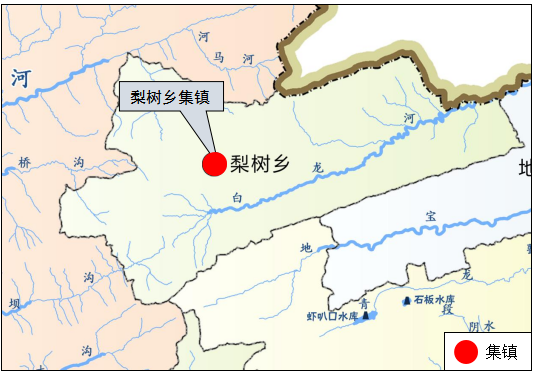 河
马
河
河
梨树乡集镇
河
桥
沟
梨树乡
龙
白
地
宝
地
沟
坝
青
龙
石板水库
段
虾叭口水库
阴
水
沟
集镇